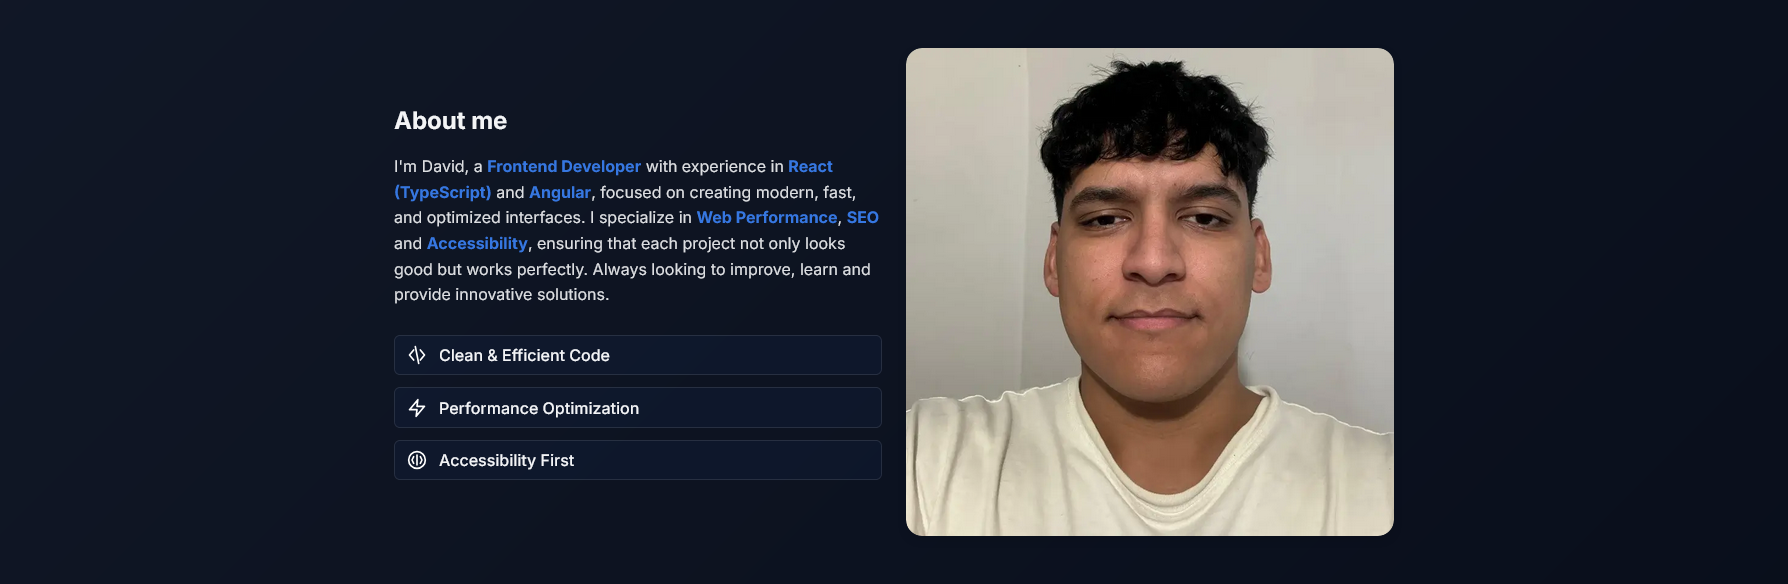 About me
I'm David, a Frontend Developer with experience in React
(TypeScript) and Angular, focused on creating modern, fast,
and optimized interfaces. I specialize in Web Performance, SEO
and Accessibility, ensuring that each project not only looks
good but works perfectly. Always looking to improve, learn and
provide innovative solutions.
Clean & Efficient Code
Performance Optimization
Accessibility First